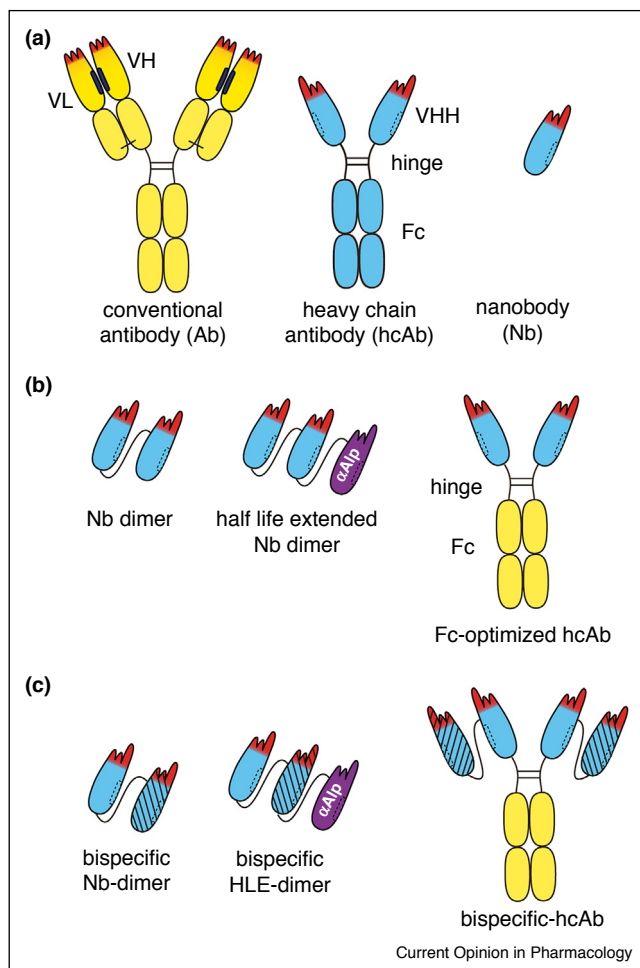 (a)
VH
VL
VHH
hinge
Fc
conventional
antibody (Ab)
heavy chain
antibody (hcAb)
nanobody
(Nb)
(b)
αAlp
Nb dimer
half life extended
Nb dimer
hinge
Fc
Fc-optimized hcAb
(c)
αAlp
bispecific
Nb-dimer
bispecific
HLE-dimer
bispecific-hcAb
Current Opinion in Pharmacology